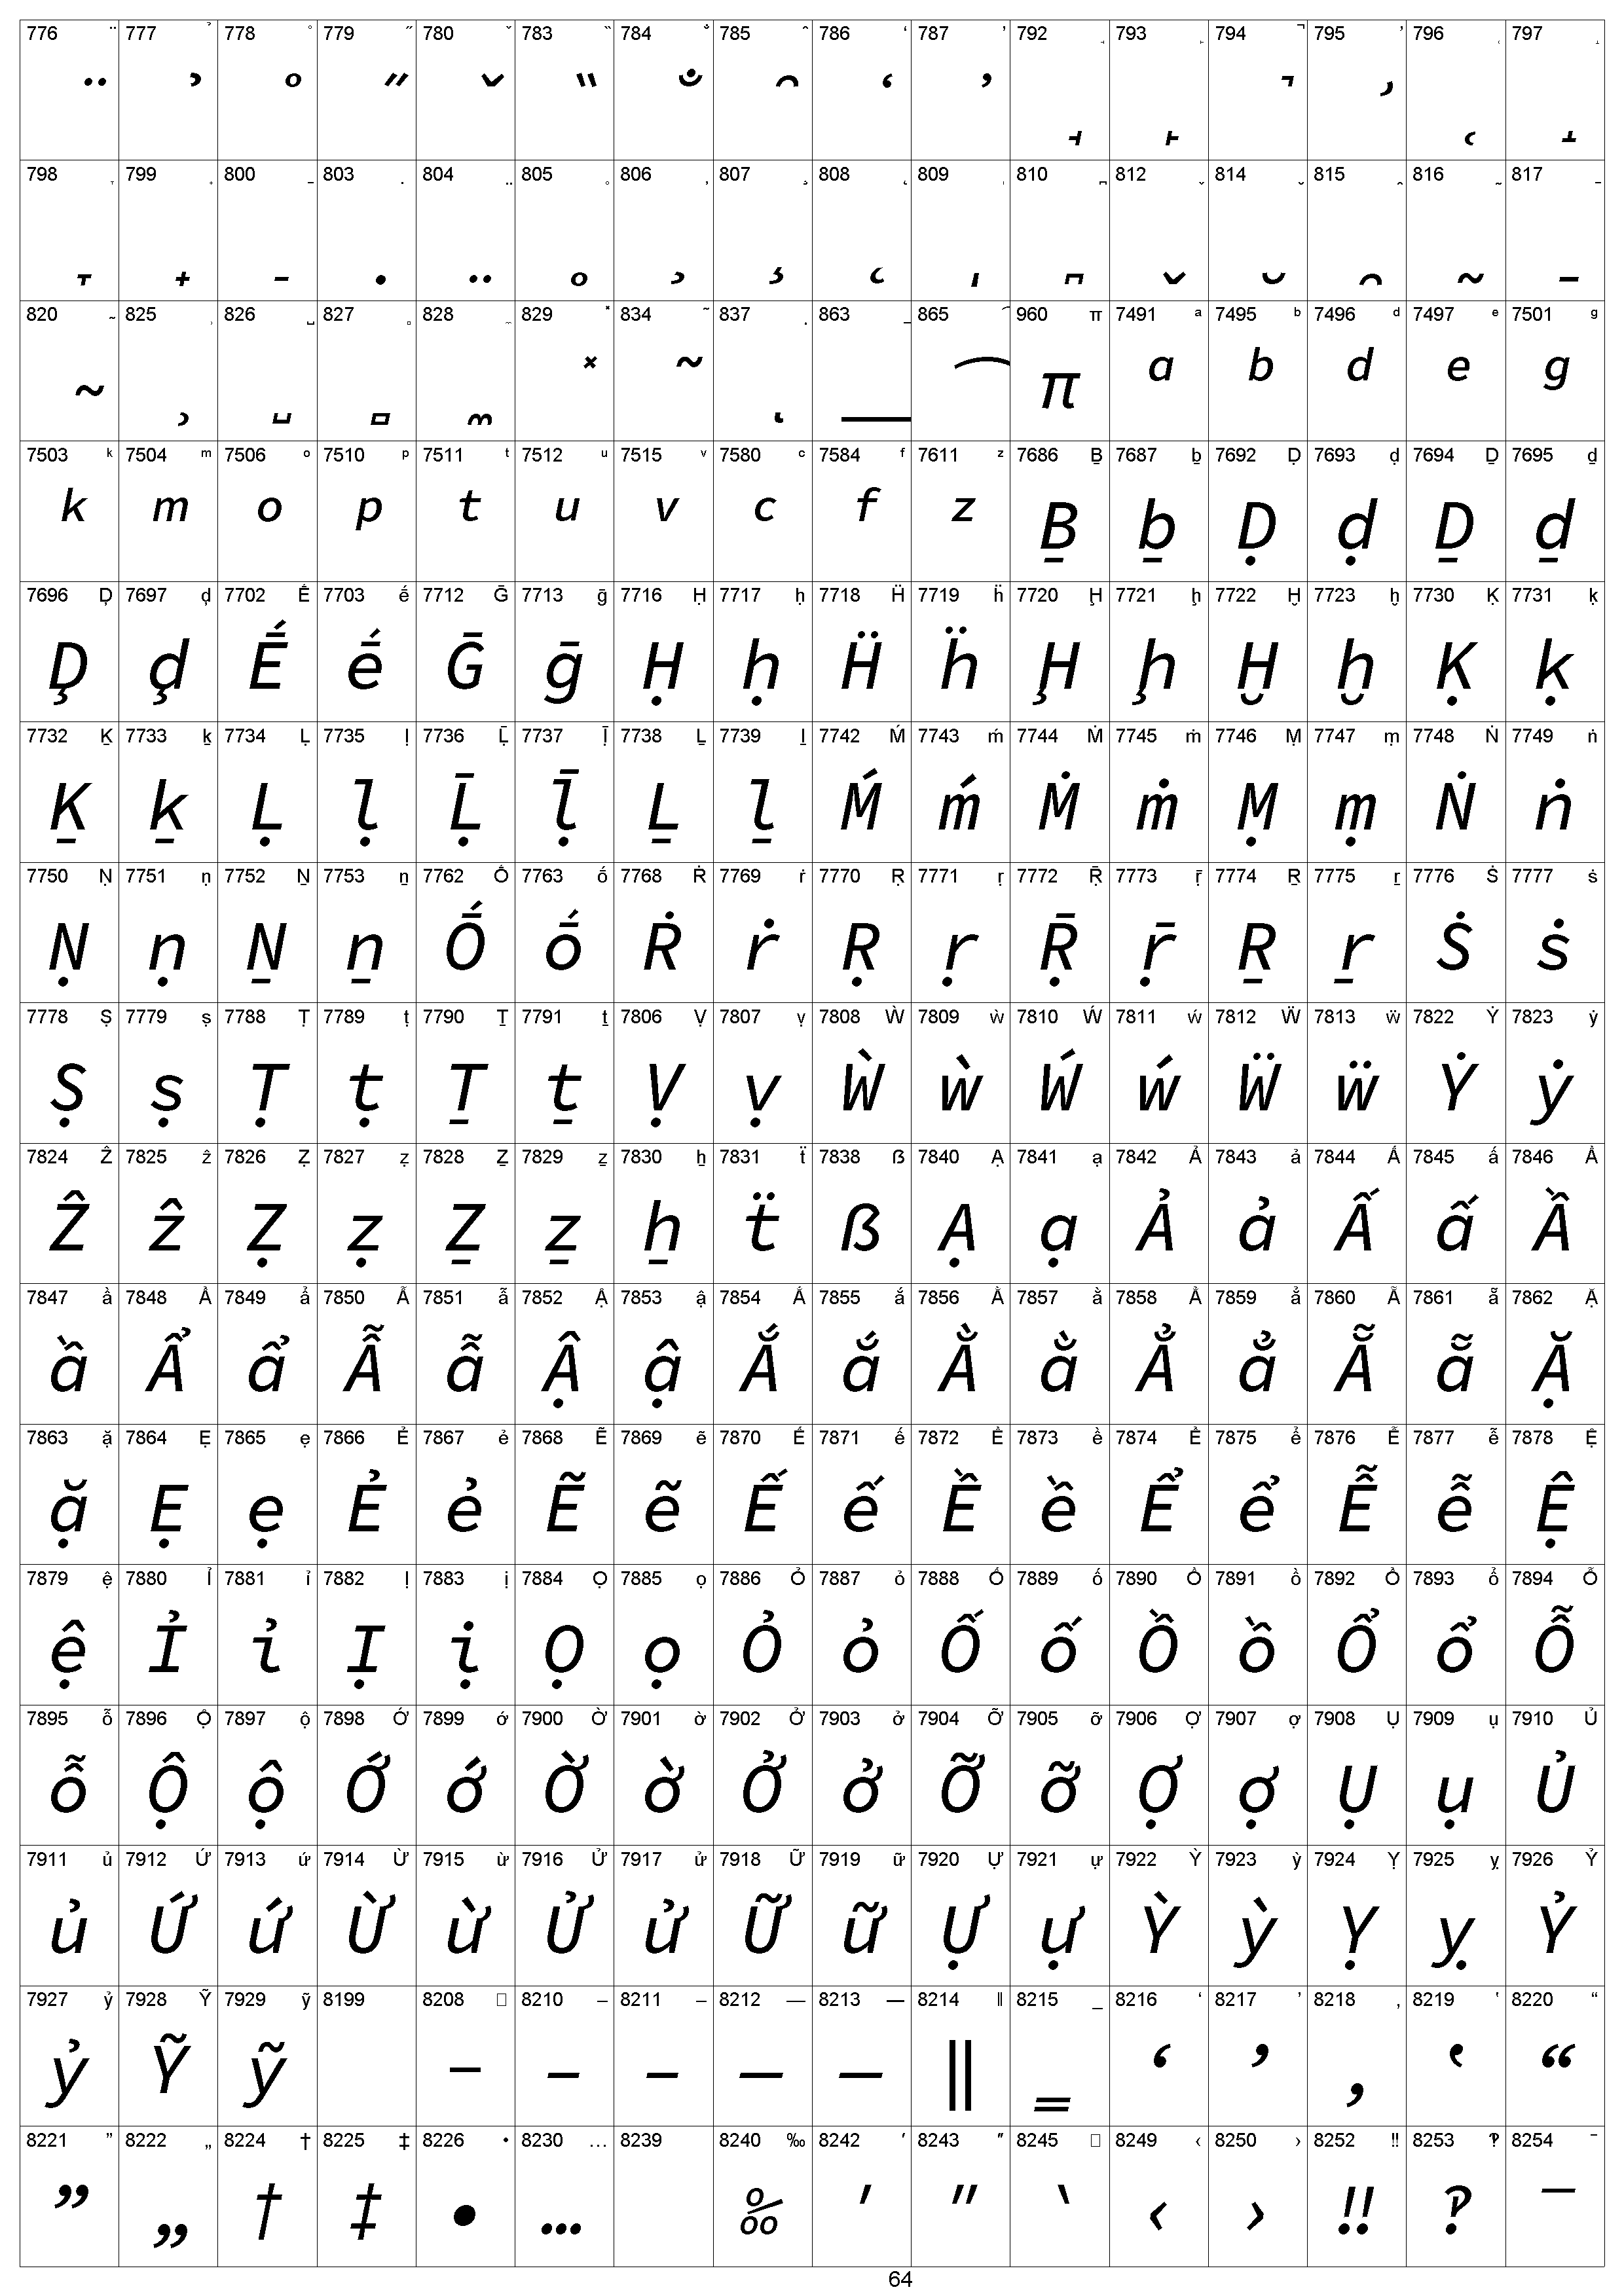 776 ̈ 777 ̉ 778 ̊ 779 ̋ 780 ̌ 783 ̏ 784 ̐ 785 ̑ 786 ̒ 787 ̓ 792 ̘ 793 ̙ 794 ̚ 795 ̛ 796 ̜ 797 ̝
̈ ̉ ̊ ̋ ̌ ̏ ̐ ̑ ̒ ̓ ̘ ̙ ̚ ̛ ̜ ̝
798 ̞ 799 ̟ 800 ̠ 803 ̣ 804 ̤ 805 ̥ 806 ̦ 807 ̧ 808 ̨ 809 ̩ 810 ̪ 812 ̬ 814 ̮ 815 ̯ 816 ̰ 817 ̱
̞ ̟ ̠ ̣ ̤ ̥ ̦ ̧ ̨ ̩ ̪ ̬ ̮ ̯ ̰ ̱
820 ̴ 825 ̹ 826 ̺ 827 ̻ 828 ̼ 829 ̽ 834 ͂ 837 ͅ 863 ͟ 865 ͡ 960 π 7491 ᵃ 7495 ᵇ 7496 ᵈ 7497 ᵉ 7501 ᵍ
̴ ̹ ̺ ̻ ̼ ̽ ͂ ͅ ͟ ͡ π ᵃ ᵇ ᵈ ᵉ ᵍ
7503 ᵏ 7504 ᵐ 7506 ᵒ 7510 ᵖ 7511 ᵗ 7512 ᵘ 7515 ᵛ 7580 ᶜ 7584 ᶠ 7611 ᶻ 7686 Ḇ 7687 ḇ 7692 Ḍ 7693 ḍ 7694 Ḏ 7695 ḏ
ᵏ ᵐ ᵒ ᵖ ᵗ ᵘ ᵛ ᶜ ᶠ ᶻ Ḇ ḇ Ḍ ḍ Ḏ ḏ
7696 Ḑ 7697 ḑ 7702 Ḗ 7703 ḗ 7712 Ḡ 7713 ḡ 7716 Ḥ 7717 ḥ 7718 Ḧ 7719 ḧ 7720 Ḩ 7721 ḩ 7722 Ḫ 7723 ḫ 7730 Ḳ 7731 ḳ
Ḑ ḑ Ḗ ḗ Ḡ ḡ Ḥ ḥ Ḧ ḧ Ḩ ḩ Ḫ ḫ Ḳ ḳ
7732 Ḵ 7733 ḵ 7734 Ḷ 7735 ḷ 7736 Ḹ 7737 ḹ 7738 Ḻ 7739 ḻ 7742 Ḿ 7743 ḿ 7744 Ṁ 7745 ṁ 7746 Ṃ 7747 ṃ 7748 Ṅ 7749 ṅ
Ḵ ḵ Ḷ ḷ Ḹ ḹ Ḻ ḻ Ḿ ḿ Ṁ ṁ Ṃ ṃ Ṅ ṅ
7750 Ṇ 7751 ṇ 7752 Ṉ 7753 ṉ 7762 Ṓ 7763 ṓ 7768 Ṙ 7769 ṙ 7770 Ṛ 7771 ṛ 7772 Ṝ 7773 ṝ 7774 Ṟ 7775 ṟ 7776 Ṡ 7777 ṡ
Ṇ ṇ Ṉ ṉ Ṓ ṓ Ṙ ṙ Ṛ ṛ Ṝ ṝ Ṟ ṟ Ṡ ṡ
7778 Ṣ 7779 ṣ 7788 Ṭ 7789 ṭ 7790 Ṯ 7791 ṯ 7806 Ṿ 7807 ṿ 7808 Ẁ 7809 ẁ 7810 Ẃ 7811 ẃ 7812 Ẅ 7813 ẅ 7822 Ẏ 7823 ẏ
Ṣ ṣ Ṭ ṭ Ṯ ṯ Ṿ ṿ Ẁ ẁ Ẃ ẃ Ẅ ẅ Ẏ ẏ
7824 Ẑ 7825 ẑ 7826 Ẓ 7827 ẓ 7828 Ẕ 7829 ẕ 7830 ẖ 7831 ẗ 7838 ẞ 7840 Ạ 7841 ạ 7842 Ả 7843 ả 7844 Ấ 7845 ấ 7846 Ầ
Ẑ ẑ Ẓ ẓ Ẕ ẕ ẖ ẗ ẞ Ạ ạ Ả ả Ấ ấ Ầ
7847 ầ 7848 Ẩ 7849 ẩ 7850 Ẫ 7851 ẫ 7852 Ậ 7853 ậ 7854 Ắ 7855 ắ 7856 Ằ 7857 ằ 7858 Ẳ 7859 ẳ 7860 Ẵ 7861 ẵ 7862 Ặ
ầ Ẩ ẩ Ẫ ẫ Ậ ậ Ắ ắ Ằ ằ Ẳ ẳ Ẵ ẵ Ặ
7863 ặ 7864 Ẹ 7865 ẹ 7866 Ẻ 7867 ẻ 7868 Ẽ 7869 ẽ 7870 Ế 7871 ế 7872 Ề 7873 ề 7874 Ể 7875 ể 7876 Ễ 7877 ễ 7878 Ệ
ặ Ẹ ẹ Ẻ ẻ Ẽ ẽ Ế ế Ề ề Ể ể Ễ ễ Ệ
7879 ệ 7880 Ỉ 7881 ỉ 7882 Ị 7883 ị 7884 Ọ 7885 ọ 7886 Ỏ 7887 ỏ 7888 Ố 7889 ố 7890 Ồ 7891 ồ 7892 Ổ 7893 ổ 7894 Ỗ
ệ Ỉ ỉ Ị ị Ọ ọ Ỏ ỏ Ố ố Ồ ồ Ổ ổ Ỗ
7895 ỗ 7896 Ộ 7897 ộ 7898 Ớ 7899 ớ 7900 Ờ 7901 ờ 7902 Ở 7903 ở 7904 Ỡ 7905 ỡ 7906 Ợ 7907 ợ 7908 Ụ 7909 ụ 7910 Ủ
ỗ Ộ ộ Ớ ớ Ờ ờ Ở ở Ỡ ỡ Ợ ợ Ụ ụ Ủ
7911 ủ 7912 Ứ 7913 ứ 7914 Ừ 7915 ừ 7916 Ử 7917 ử 7918 Ữ 7919 ữ 7920 Ự 7921 ự 7922 Ỳ 7923 ỳ 7924 Ỵ 7925 ỵ 7926 Ỷ
ủ Ứ ứ Ừ ừ Ử ử Ữ ữ Ự ự Ỳ ỳ Ỵ ỵ Ỷ
7927 ỷ 7928 Ỹ 7929 ỹ 8199 8208 □ 8210 ‒ 8211 – 8212 — 8213 ― 8214 ‖ 8215 _ 8216 ‘ 8217 ’ 8218 ‚ 8219 ‛ 8220 “
ỷ Ỹ ỹ ‐ ‒ – — ― ‖ ‗ ‘ ’ ‚ ‛ “
8221 ” 8222 „ 8224 † 8225 ‡ 8226 • 8230 … 8239 8240 ‰ 8242 ′ 8243 ″ 8245 □ 8249 ‹ 8250 › 8252 ‼ 8253 ‽ 8254 ‾
” „ † ‡ • … ‰ ′ ″ ‵ ‹ › ‼ ‽ ‾
64